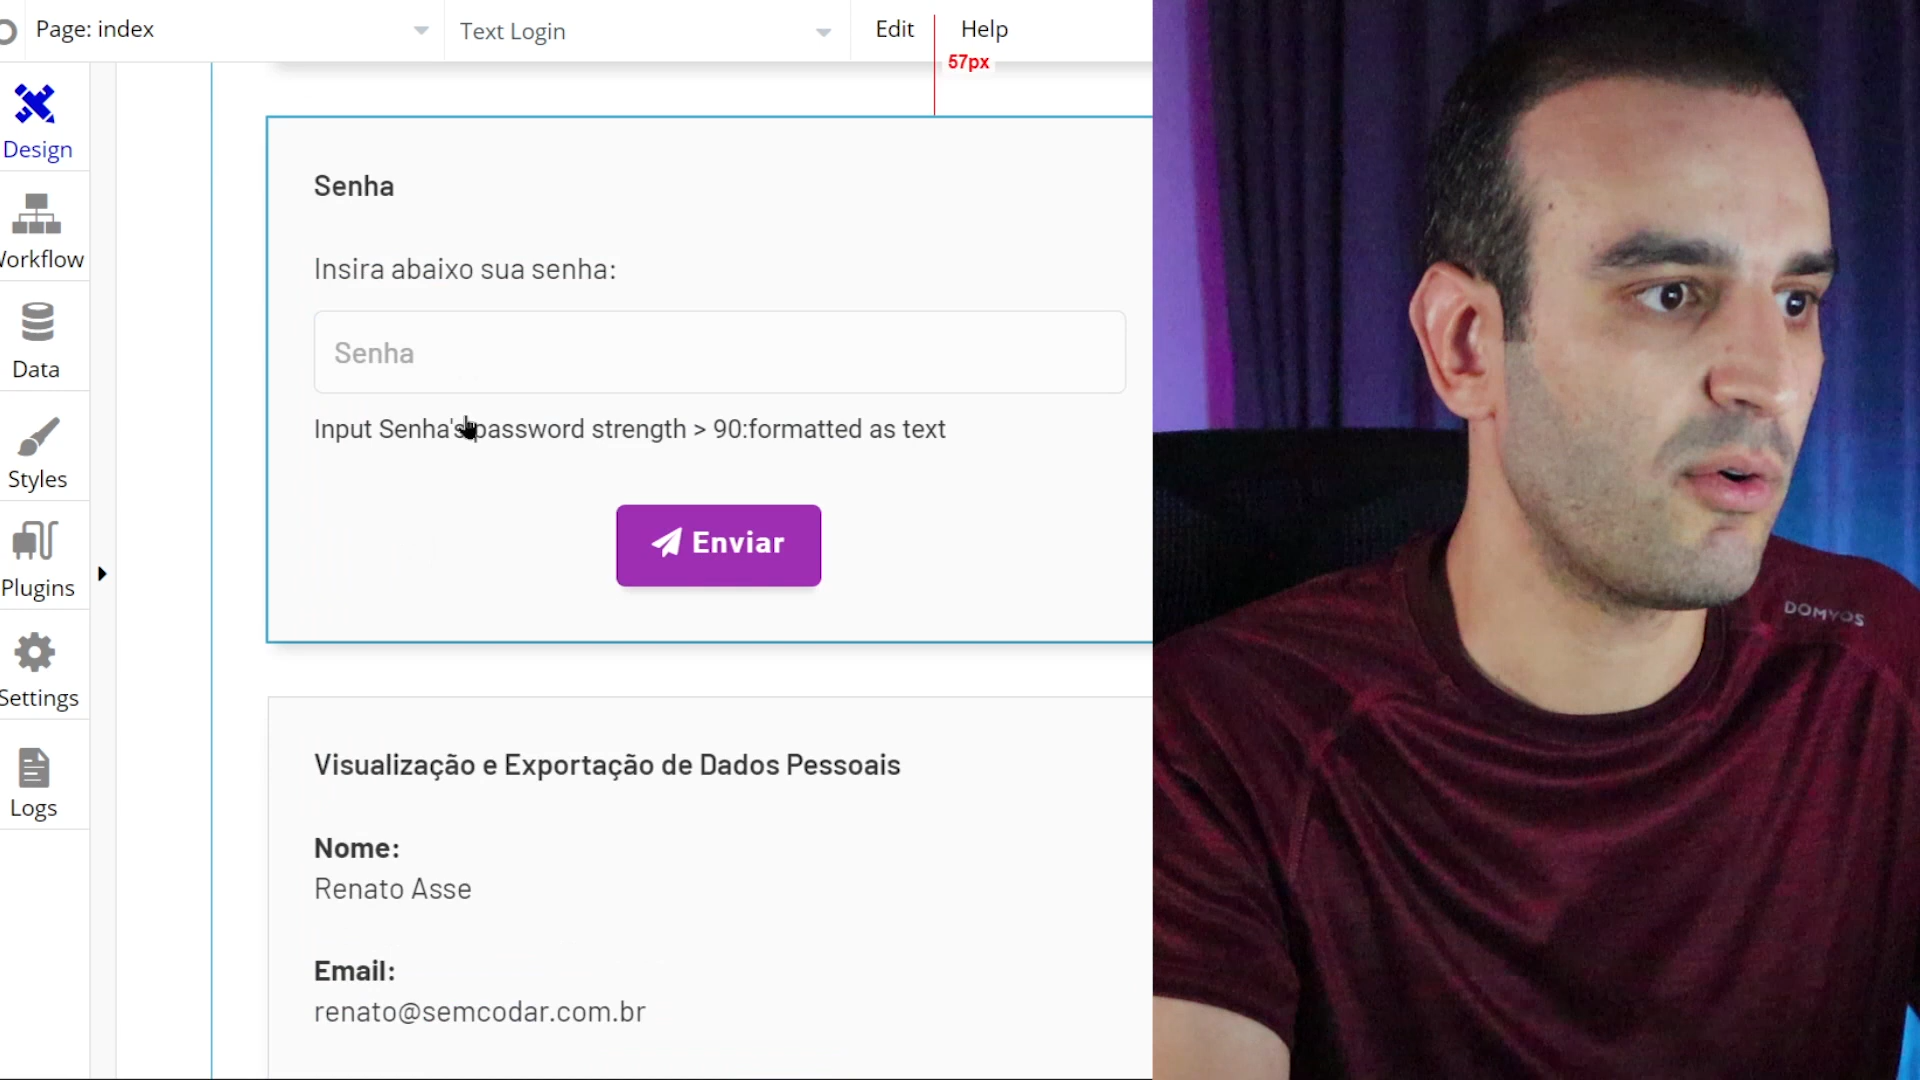 Page: index
Text Login
Edit
Help
57px
Design
Workflow
Data
Styles
Plugins
Settings
Logs
Senha
Insira abaixo sua senha:
Senha
Input Senha's password strength > 90:formatted as text
Enviar
Visualização e Exportação de Dados Pessoais
Nome:
Renato Asse
Email:
renato@semcodar.com.br
DOMYOS